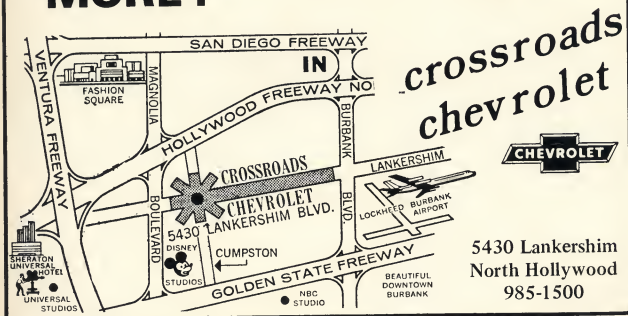 MORE?
SAN DIEGO FREEWAY
IN
crossroads
chevrolet
VENTURA FREEWAY
FASHION
SQUARE
MAGNOLIA
BOULEVARD
HOLLYWOOD FREEWAY NO
BURBANK
BLVD.
CROSSROADS
CHEVROLET
5430 LANKERSHIM BLVD.
LANKERSHIM
CHEVROLET
LOCKHEED BURBANK
AIRPORT
SHERATON
UNIVERSAL
HOTEL
UNIVERSAL
STUDIOS
DISNEY
STUDIOS
CUMPSTON
GOLDEN STATE FREEWAY
NBC
STUDIO
BEAUTIFUL
DOWNTOWN
BURBANK
5430 Lankershim
North Hollywood
985-1500